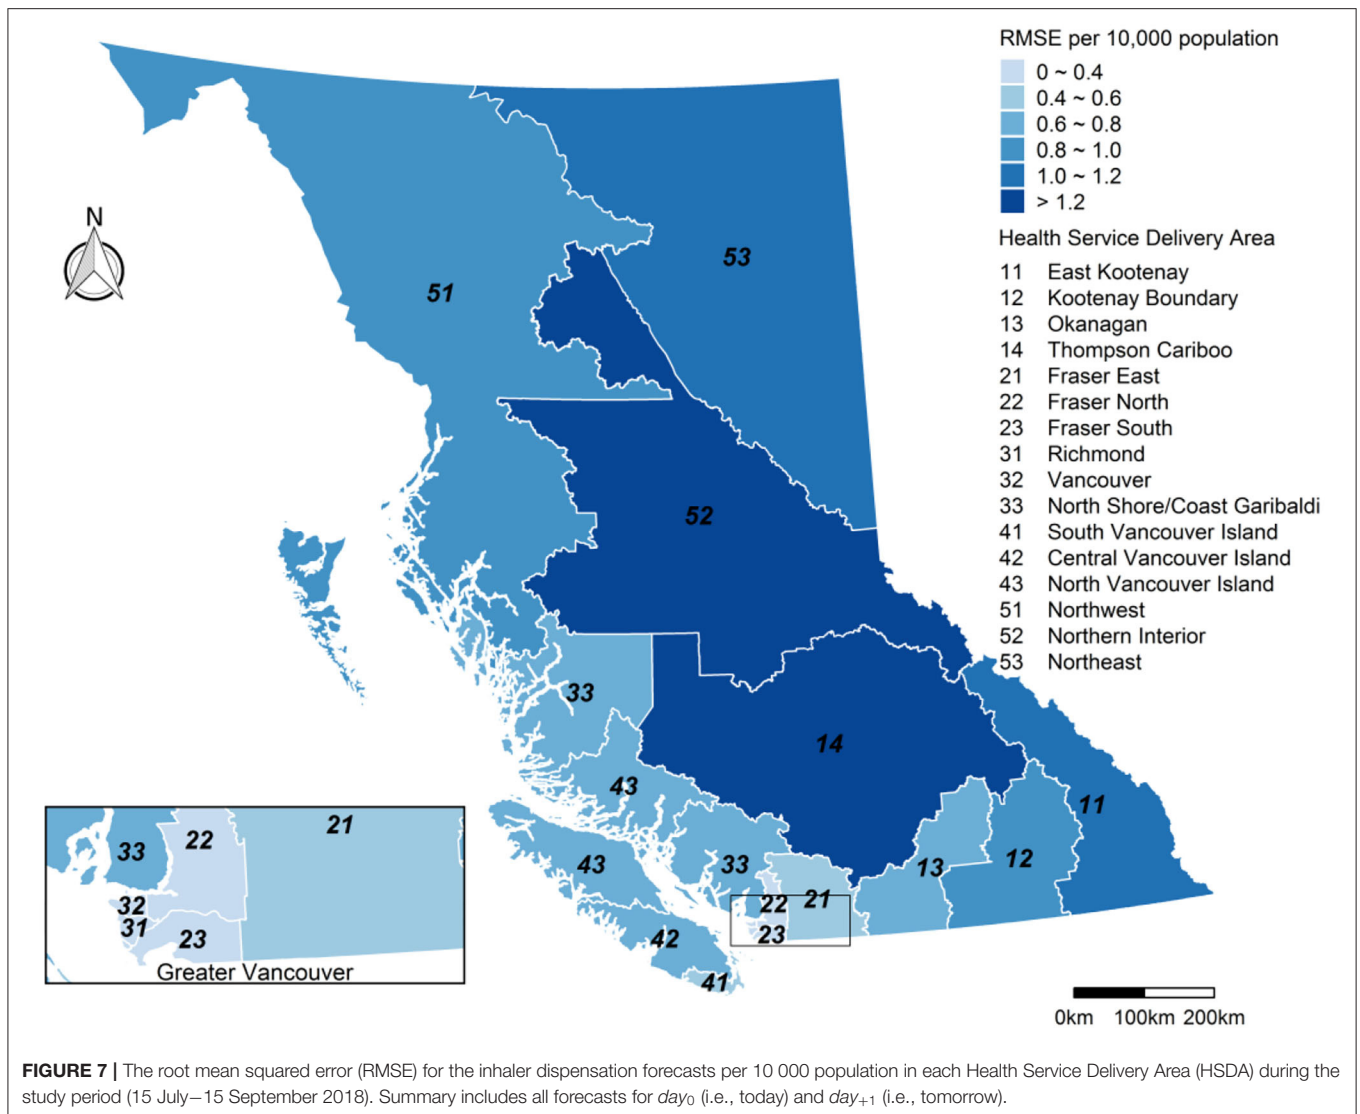 RMSE per 10,000 population
0 ~ 0.4
0.4 ~ 0.6
0.6 ~ 0.8
0.8 ~ 1.0
1.0 ~ 1.2
> 1.2
Health Service Delivery Area
11 East Kootenay
12 Kootenay Boundary
13 Okanagan
14 Thompson Cariboo
21 Fraser East
22 Fraser North
23 Fraser South
31 Richmond
32 Vancouver
33 North Shore/Coast Garibaldi
41 South Vancouver Island
42 Central Vancouver Island
43 North Vancouver Island
51 Northwest
52 Northern Interior
53 Northeast
N
53
51
52
33
14
43
11
12
13
43
33
21
22
23
42
41
33
22
21
32
31
23
Greater Vancouver
0km 100km 200km
FIGURE 7 | The root mean squared error (RMSE) for the inhaler dispensation forecasts per 10 000 population in each Health Service Delivery Area (HSDA) during the
study period (15 July–15 September 2018). Summary includes all forecasts for day0 (i.e., today) and day+1 (i.e., tomorrow).